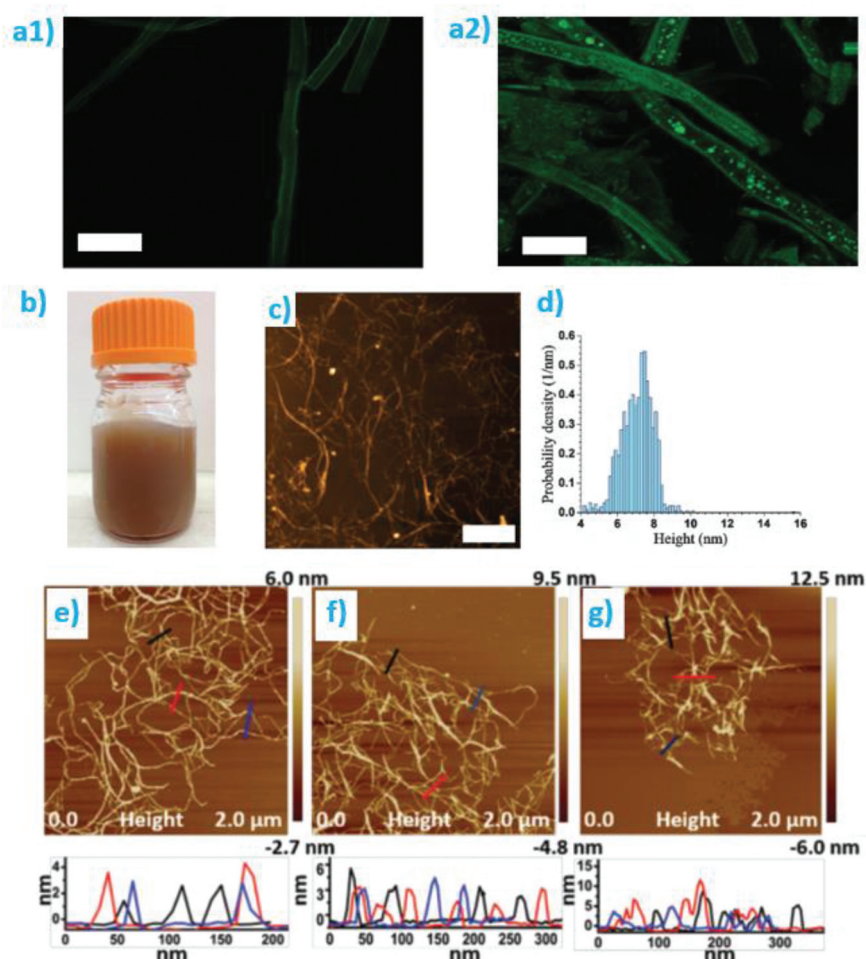 a1)
a2)
b)
c)
d)
0.6
0.5
0.4
0.3
0.2
0.1
0.0
Probability density (1/nm)
4 6 8 10 12 14 16
Height (nm)
6.0 nm
9.5 nm
12.5 nm
e)
f)
g)
0.0 Height 2.0 µm
0.0 Height 2.0 µm
0.0 Height 2.0 µm
-2.7 nm
-4.8 nm
-6.0 nm
nm
4
2
0
0 50 100 150 200
nm
nm
6
3
0
0 50 100 150 200 250 300
nm
nm
15
10
5
0
0 100 200 300
nm